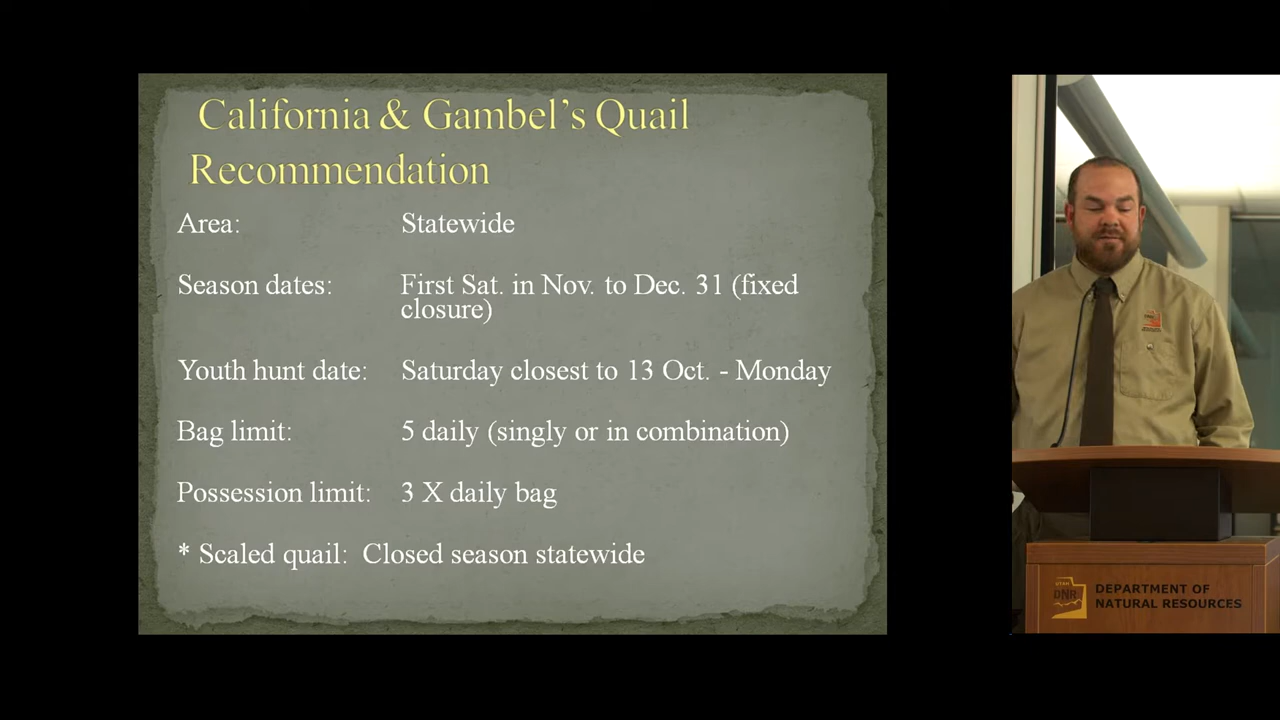 California & Gambel's Quail
Recommendation
Area: Statewide
Season dates: First Sat. in Nov. to Dec. 31 (fixed
closure)
Youth hunt date: Saturday closest to 13 Oct. - Monday
Bag limit: 5 daily (singly or in combination)
Possession limit: 3 X daily bag
* Scaled quail: Closed season statewide
UTAH
DNR
DEPARTMENT OF
NATURAL RESOURCES